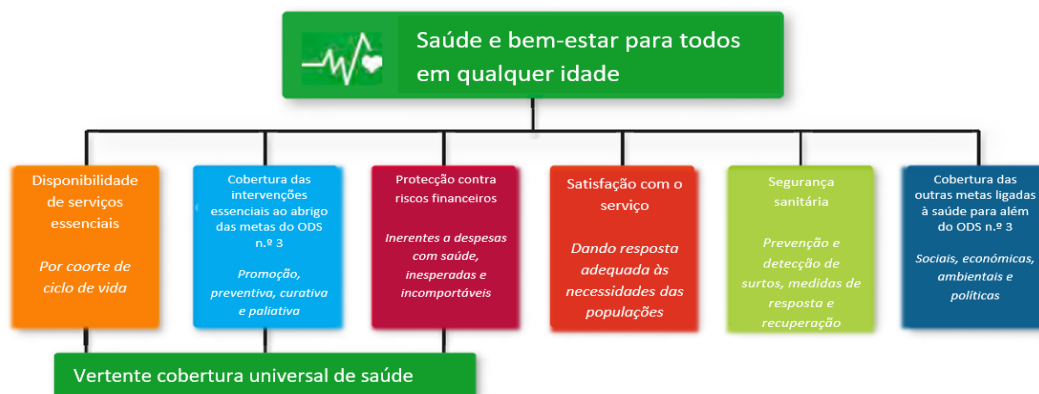 Saúde e bem-estar para todos
em qualquer idade
Disponibilidade
de serviços
essenciais
Por coorte de
ciclo de vida
Cobertura das
intervenções
essenciais ao abrigo
das metas do ODS
n.º 3
Promoção,
preventiva, curativa
e paliativa
Protecção contra
riscos financeiros
Inerentes a despesas
com saúde,
inesperadas e
incomportáveis
Satisfação com o
serviço
Dando resposta
adequada às
necessidades das
populações
Segurança
sanitária
Prevenção e
detecção de
surtos, medidas de
resposta e
recuperação
Cobertura das
outras metas ligadas
à saúde para além
do ODS n.º 3
Sociais, económicas,
ambientais e
políticas
Vertente cobertura universal de saúde